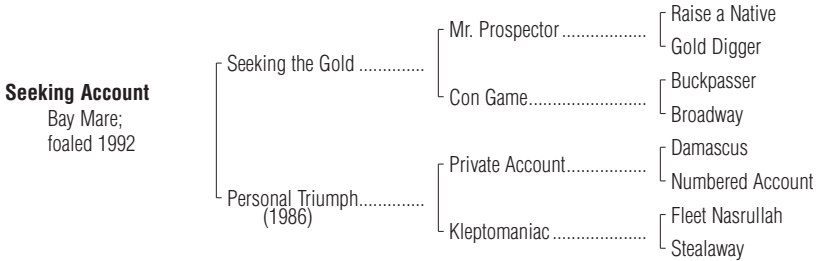 Raise a Native
Mr. Prospector...................
Gold Digger
Seeking the Gold ..............
Buckpasser
Con Game..........................
Broadway
Seeking Account
Bay Mare;
foaled 1992
Damascus
Private Account..................
Numbered Account
Personal Triumph..............
(1986)
Fleet Nasrullah
Kleptomaniac.....................
Stealaway